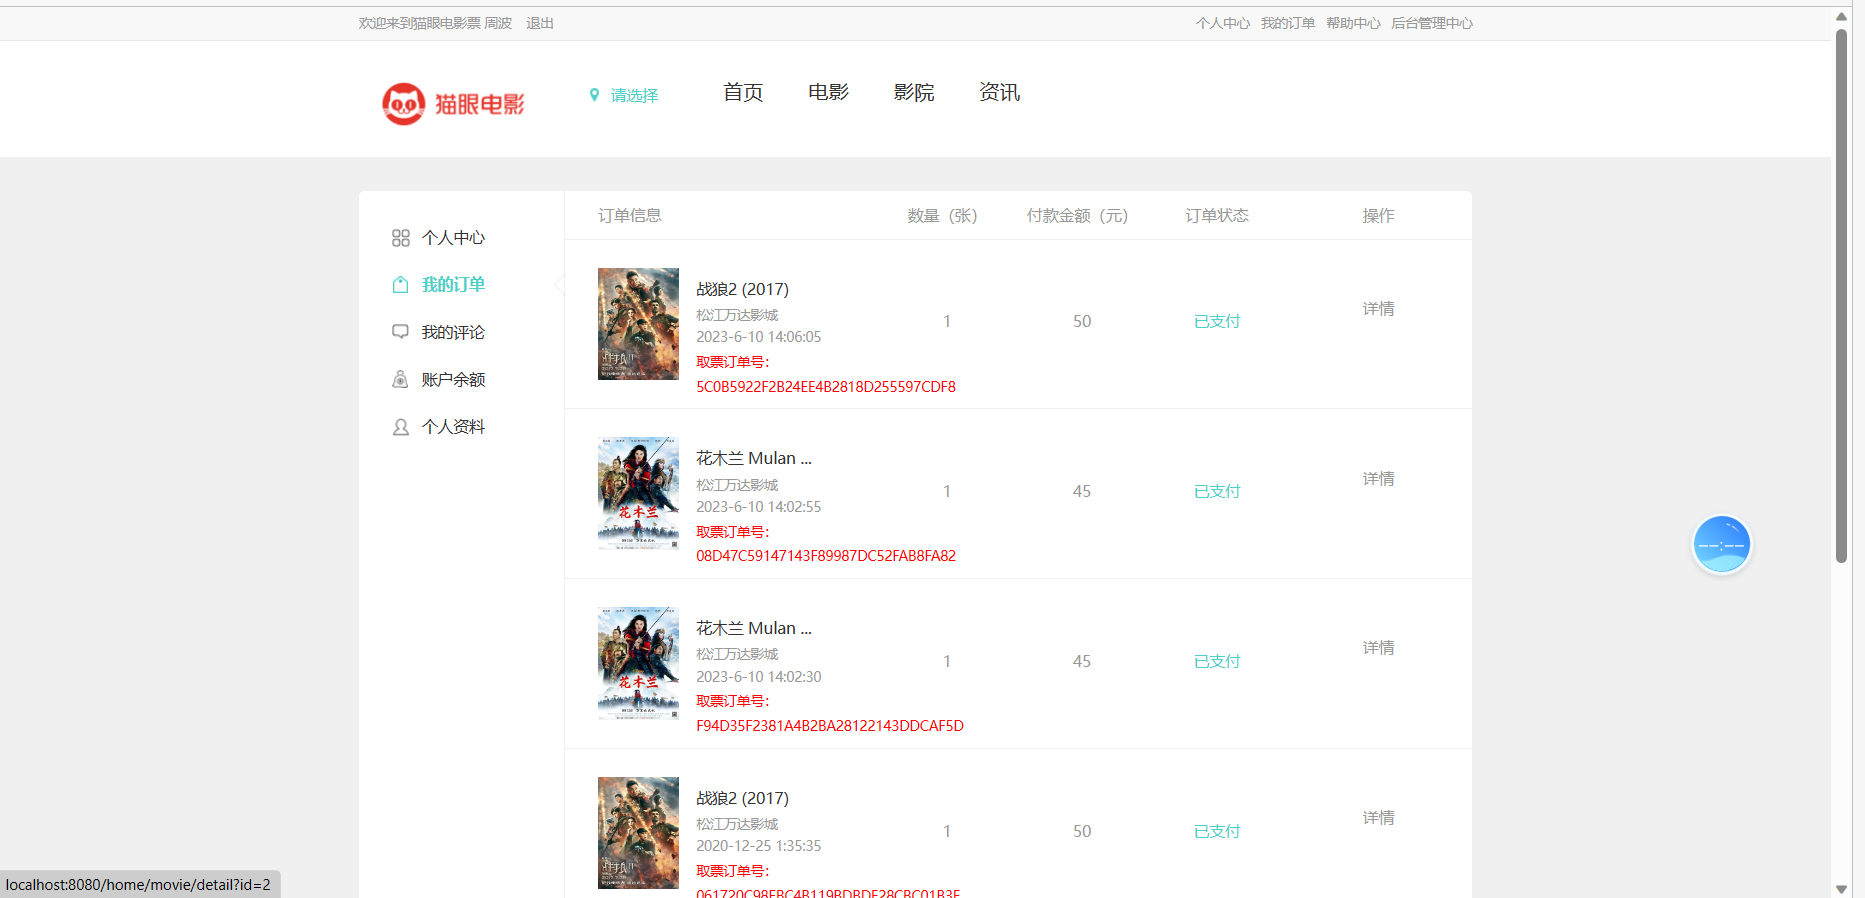 欢迎来到猫眼电影票 周波 退出
个人中心 我的订单 帮助中心 后台管理中心
猫眼电影
请选择
首页 电影 影院 资讯
个人中心
我的订单
我的评论
账户余额
个人资料
订单信息 数量（张） 付款金额（元） 订单状态 操作
战狼2 (2017)
松江万达影城
2023-6-10 14:06:05
取票订单号：
5C0B5922F2B24EE4B2818D255597CDF8
1 50 已支付 详情
花木兰 Mulan ...
松江万达影城
2023-6-10 14:02:55
取票订单号：
08D47C59147143F89987DC52FAB8FA82
1 45 已支付 详情
花木兰
花木兰 Mulan ...
松江万达影城
2023-6-10 14:02:30
取票订单号：
F94D35F2381A4B2BA28122143DDCAF5D
1 45 已支付 详情
花木兰
战狼2 (2017)
松江万达影城
2020-12-25 1:35:35
取票订单号：
1 50 已支付 详情
localhost:8080/home/movie/detail?id=2